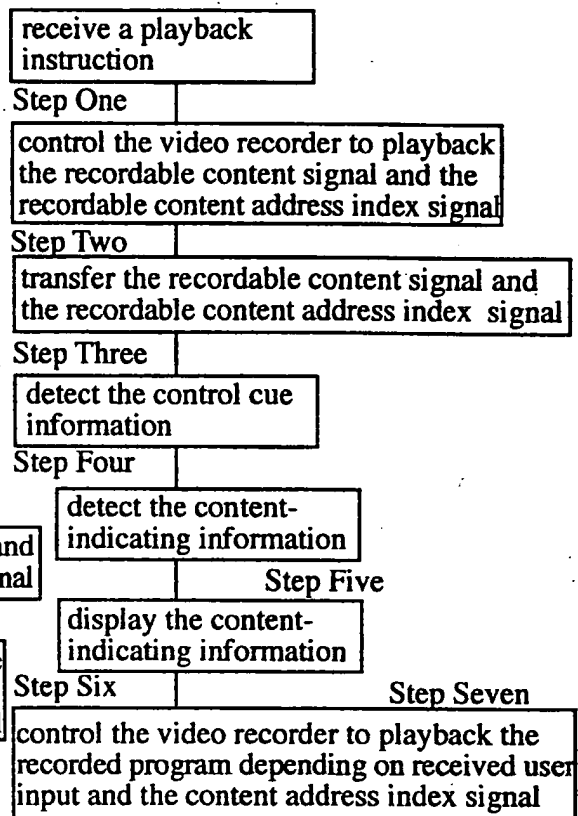 receive a playback
instruction
Step One
control the video recorder to playback
the recordable content signal and the
recordable content address index signal
Step Two
transfer the recordable content signal and
the recordable content address index signal
Step Three
detect the control cue
information
Step Four
detect the content-
indicating information
and
nal
Step Five
display the content-
indicating information
Step Six
Step Seven
control the video recorder to playback the
recorded program depending on received user
input and the content address index signal